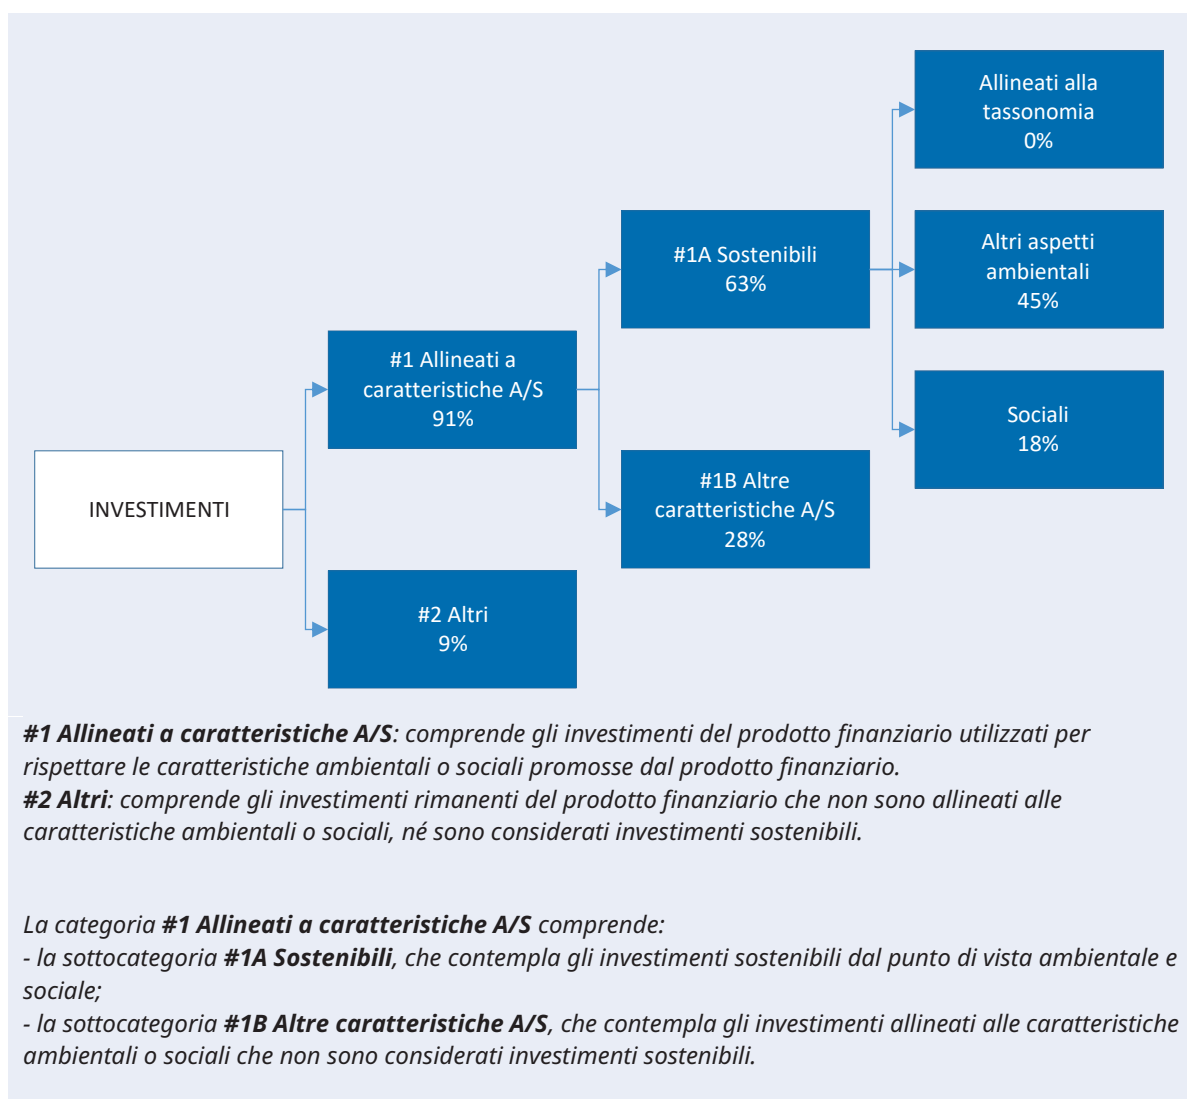 Allineati alla
tassonomia
0%
#1A Sostenibili
63%
Altri aspetti
ambientali
45%
#1 Allineati a
caratteristiche A/S
91%
Sociali
18%
INVESTIMENTI
#1B Altre
caratteristiche A/S
28%
#2 Altri
9%
#1 Allineati a caratteristiche A/S: comprende gli investimenti del prodotto finanziario utilizzati per
rispettare le caratteristiche ambientali o sociali promosse dal prodotto finanziario.
#2 Altri: comprende gli investimenti rimanenti del prodotto finanziario che non sono allineati alle
caratteristiche ambientali o sociali, né sono considerati investimenti sostenibili.
La categoria #1 Allineati a caratteristiche A/S comprende:
- la sottocategoria #1A Sostenibili, che contempla gli investimenti sostenibili dal punto di vista ambientale e
sociale;
- la sottocategoria #1B Altre caratteristiche A/S, che contempla gli investimenti allineati alle caratteristiche
ambientali o sociali che non sono considerati investimenti sostenibili.